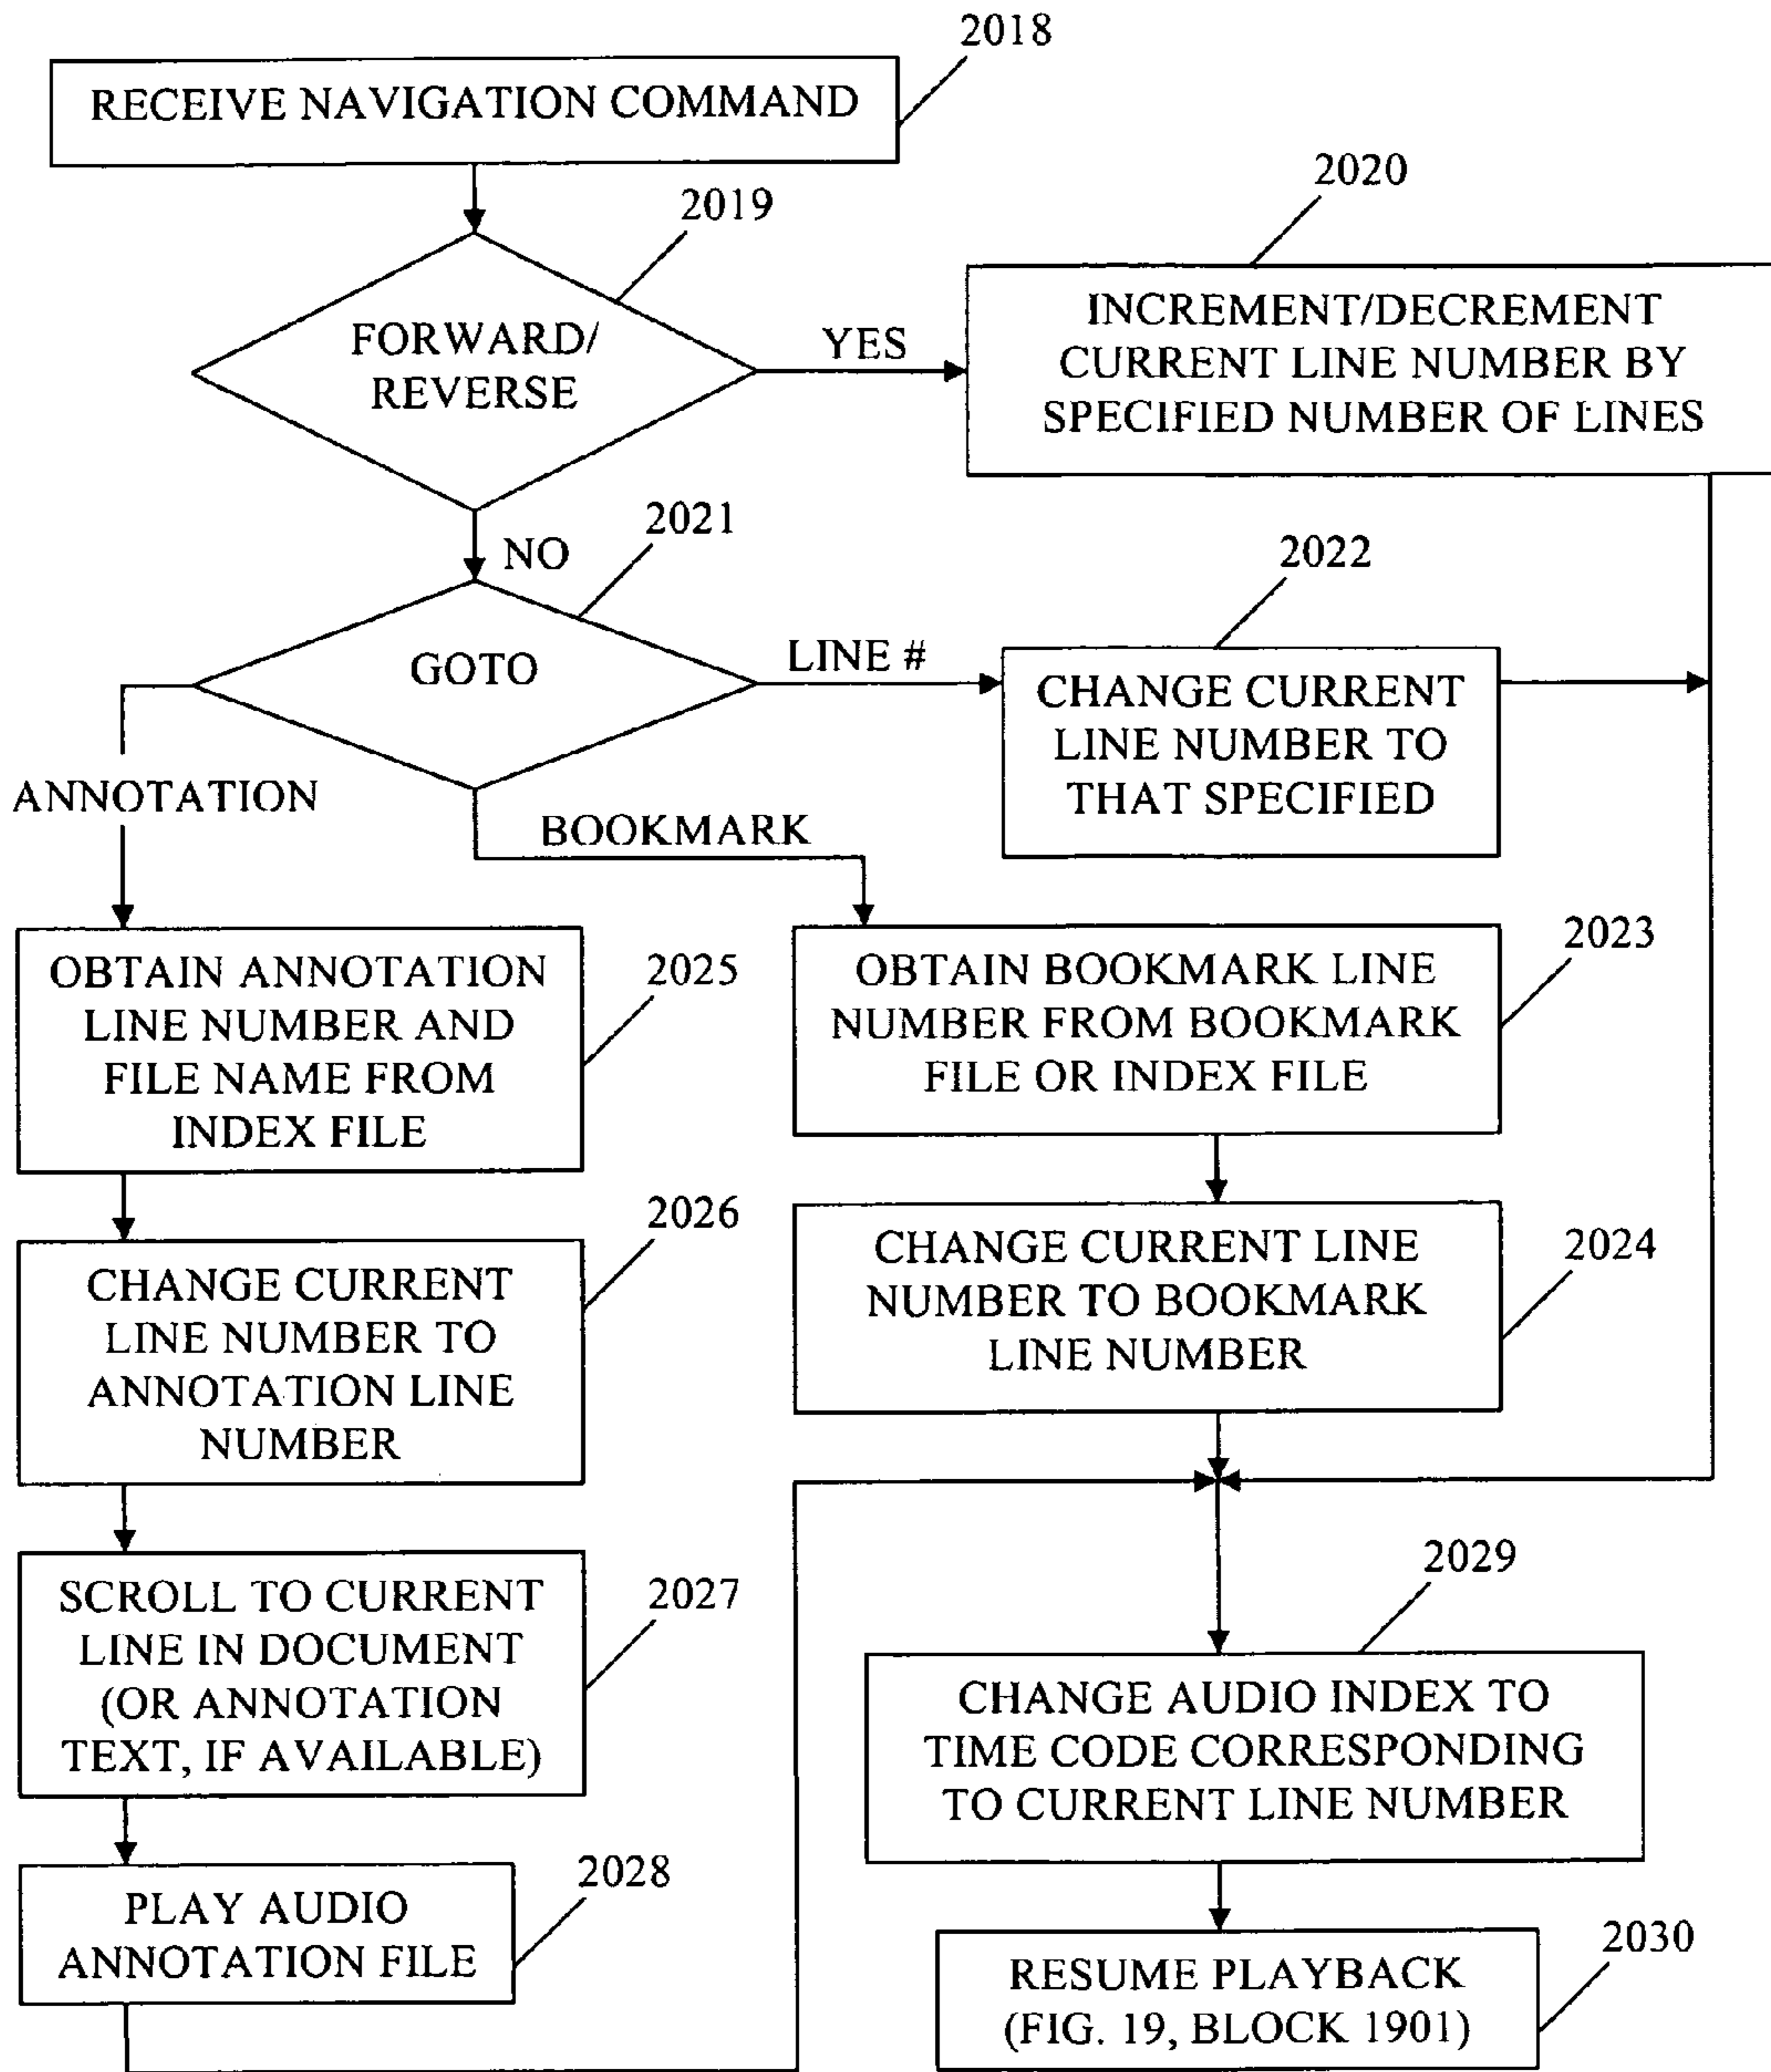 2018
RECEIVE NAVIGATION COMMAND
2019
FORWARD/
REVERSE
YES
2020
INCREMENT/DECREMENT
CURRENT LINE NUMBER BY
SPECIFIED NUMBER OF LINES
NO
2021
GOTO
LINE #
2022
CHANGE CURRENT
LINE NUMBER TO
THAT SPECIFIED
ANNOTATION
BOOKMARK
OBTAIN ANNOTATION
LINE NUMBER AND
FILE NAME FROM
INDEX FILE
2025
OBTAIN BOOKMARK LINE
NUMBER FROM BOOKMARK
FILE OR INDEX FILE
2023
CHANGE CURRENT
LINE NUMBER TO
ANNOTATION LINE
NUMBER
2026
CHANGE CURRENT LINE
NUMBER TO BOOKMARK
LINE NUMBER
2024
SCROLL TO CURRENT
LINE IN DOCUMENT
(OR ANNOTATION
TEXT, IF AVAILABLE)
2027
2029
CHANGE AUDIO INDEX TO
TIME CODE CORRESPONDING
TO CURRENT LINE NUMBER
PLAY AUDIO
ANNOTATION FILE
2028
RESUME PLAYBACK
(FIG. 19, BLOCK 1901)
2030